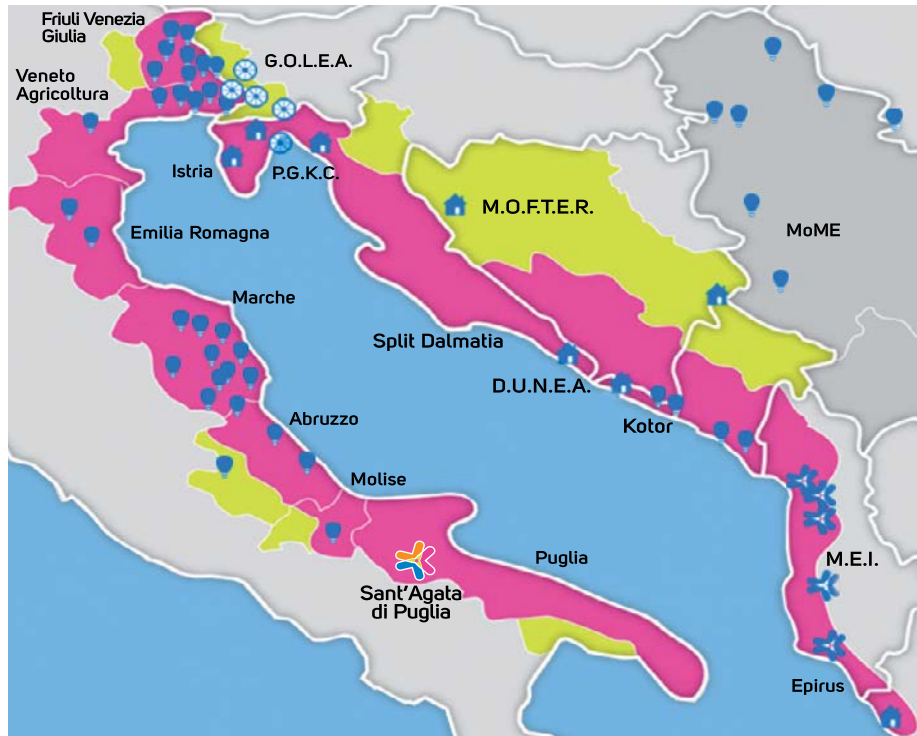 Friuli Venezia
Giulia
G.O.L.E.A.
Veneto
Agricoltura
Istria
P.G.K.C.
M.O.F.T.E.R.
MoME
Emilia Romagna
Marche
Split Dalmatia
D.U.N.E.A.
Kotor
Abruzzo
Molise
Puglia
M.E.I.
Sant'Agata
di Puglia
Epirus